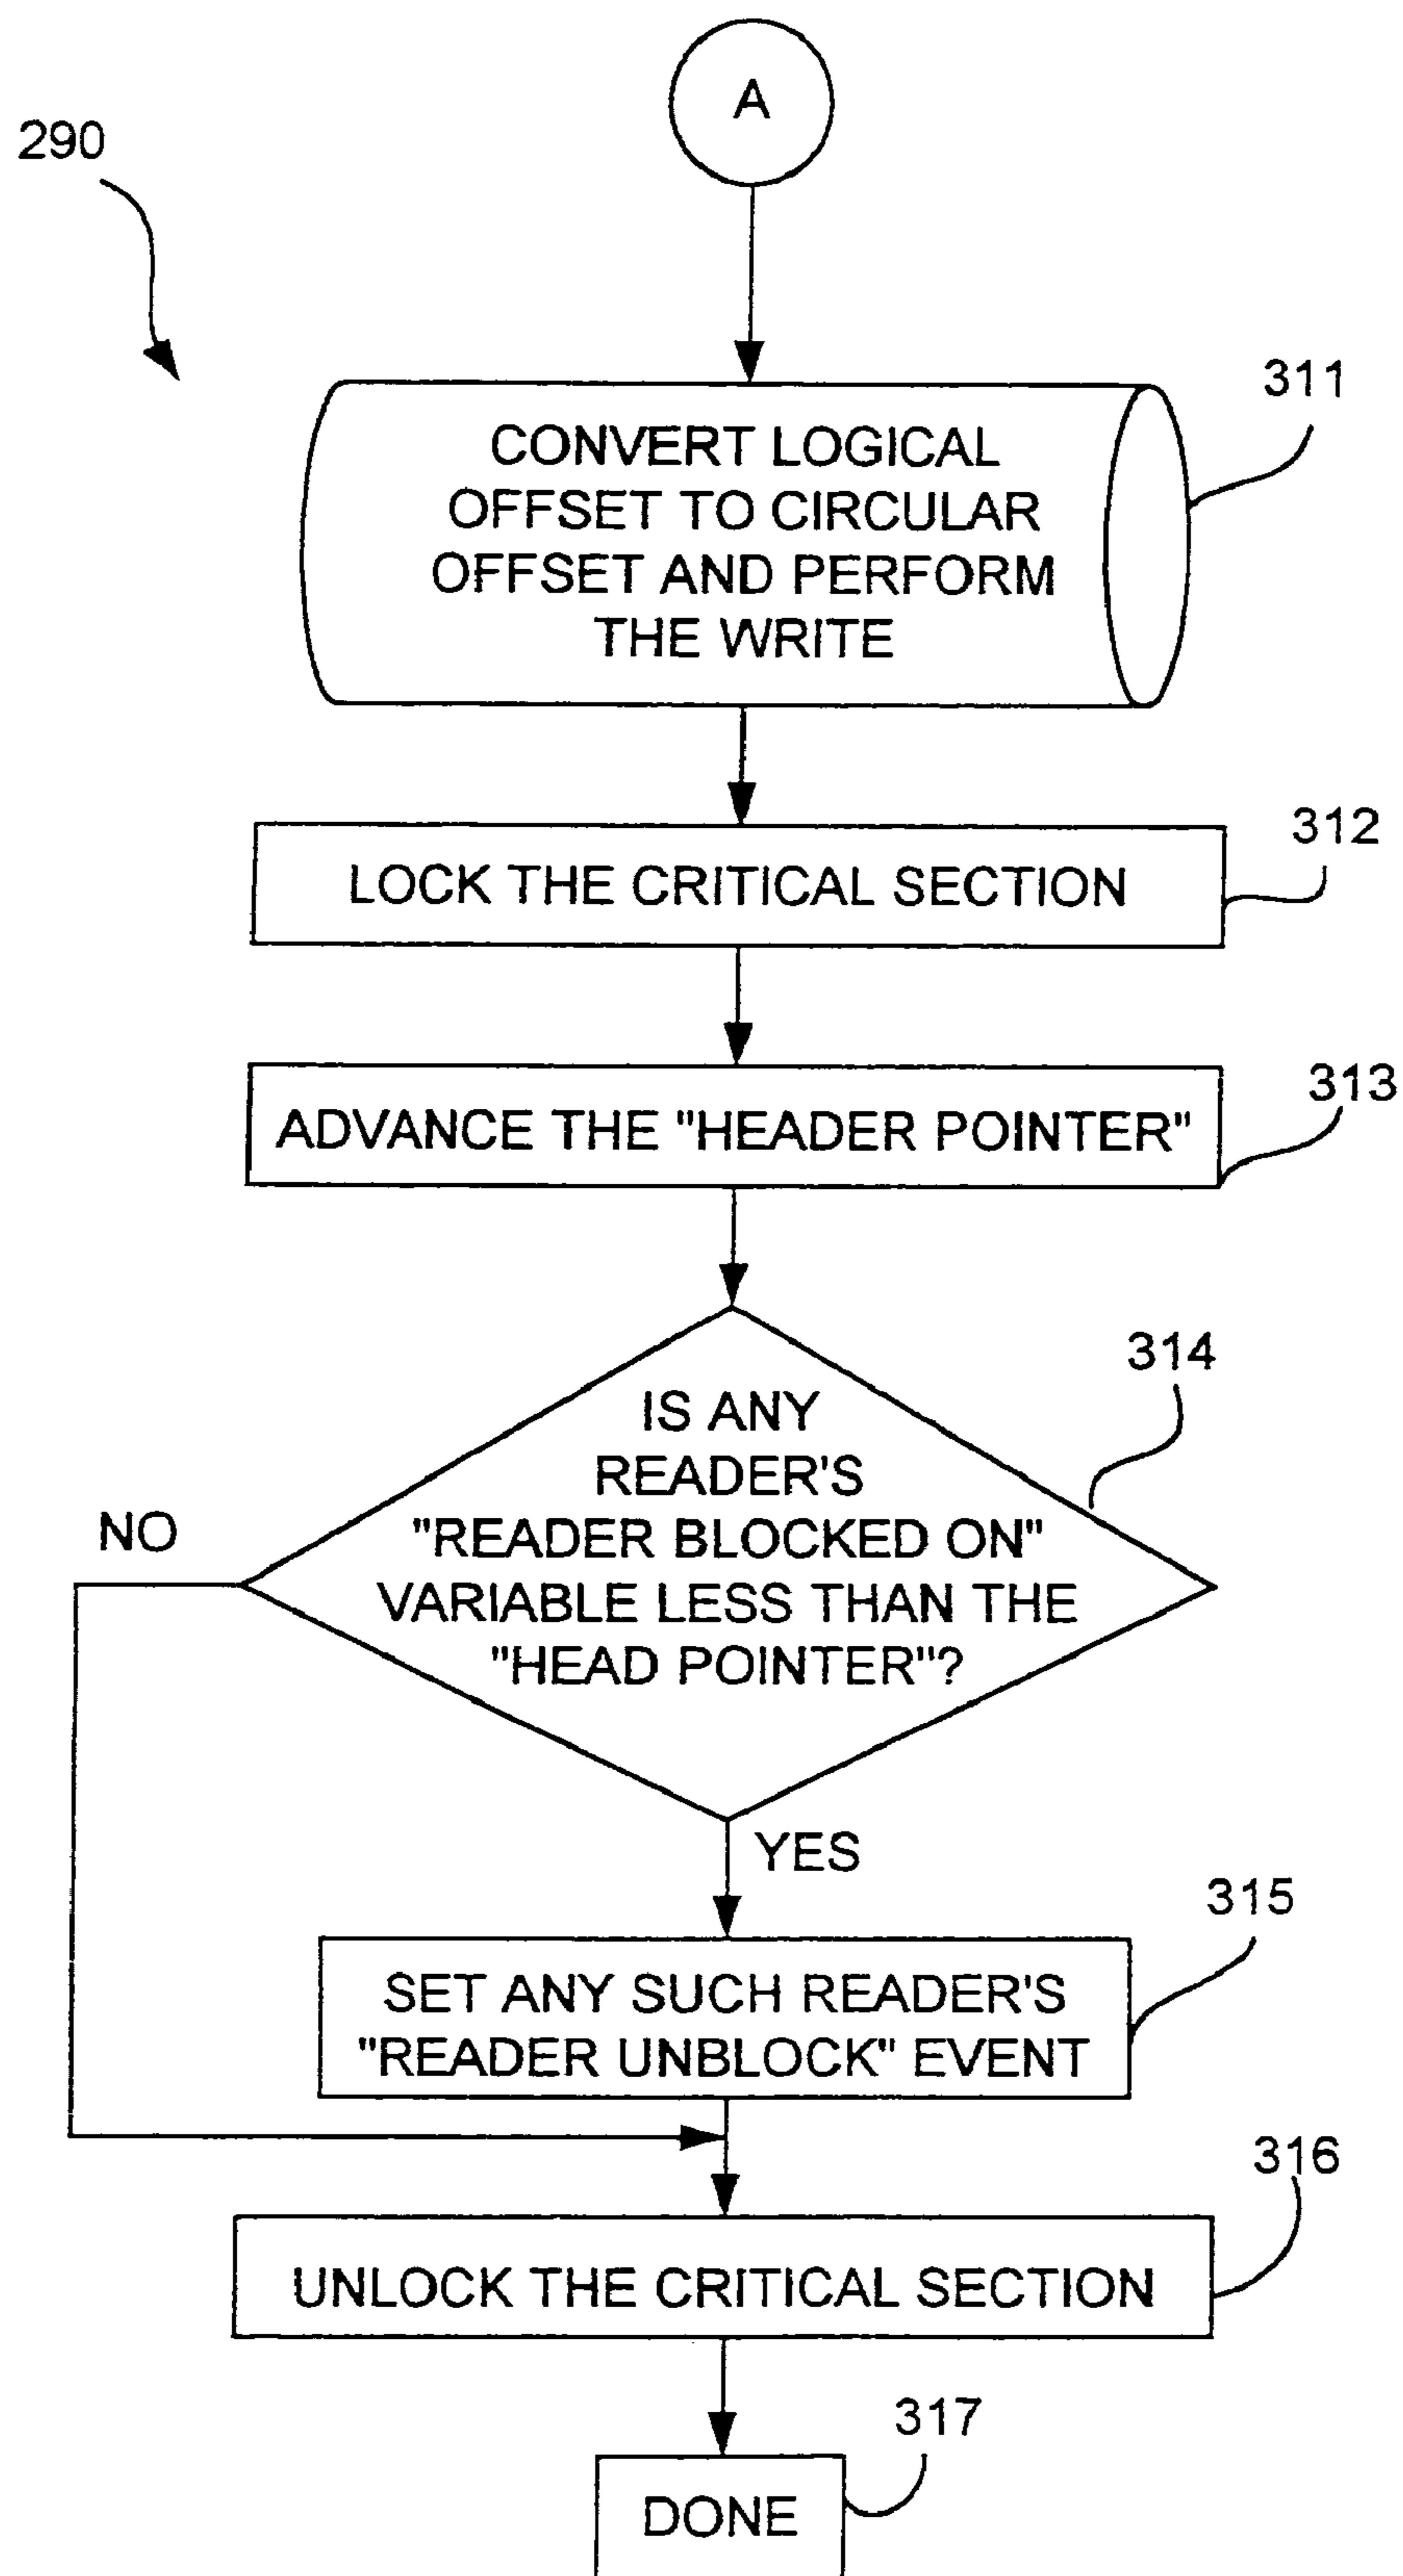 A
290
311
CONVERT LOGICAL
OFFSET TO CIRCULAR
OFFSET AND PERFORM
THE WRITE
312
LOCK THE CRITICAL SECTION
313
ADVANCE THE "HEADER POINTER"
314
IS ANY
READER'S
"READER BLOCKED ON"
VARIABLE LESS THAN THE
"HEAD POINTER"?
NO
YES
315
SET ANY SUCH READER'S
"READER UNBLOCK" EVENT
316
UNLOCK THE CRITICAL SECTION
317
DONE